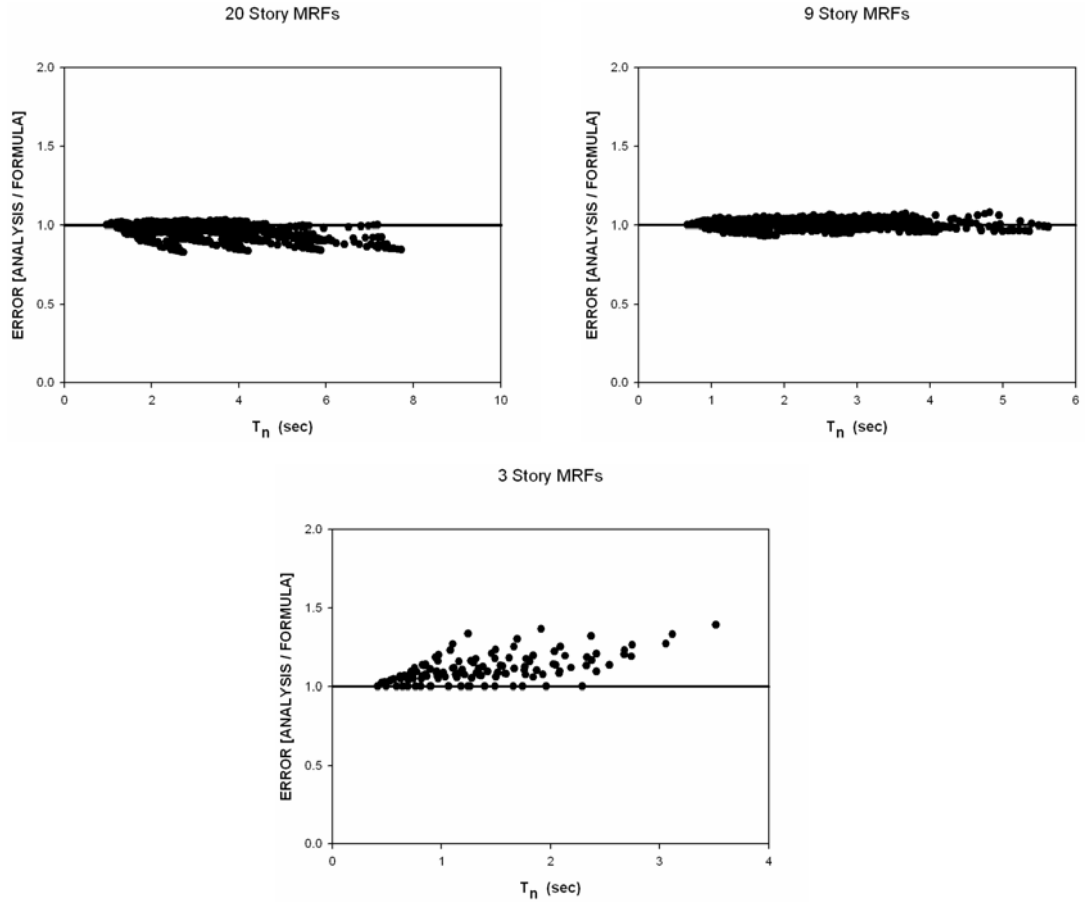 20 Story MRFs
2.0
1.5
1.0
0.5
0.0
ERROR [ANALYSIS / FORMULA]
0 2 4 6 8 10
Tn (sec)
9 Story MRFs
2.0
1.5
1.0
0.5
0.0
ERROR [ANALYSIS / FORMULA]
0 1 2 3 4 5 6
Tn (sec)
3 Story MRFs
2.0
1.5
1.0
0.5
0.0
ERROR [ANALYSIS / FORMULA]
0 1 2 3 4
Tn (sec)